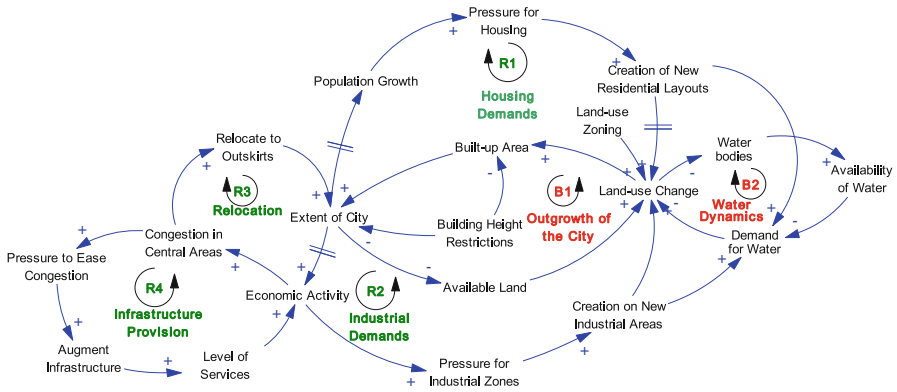 Pressure for
Housing
R1
Housing
Demands
Population Growth
Creation of New
Residential Layouts
Land-use
Zoning
Relocate to
Outskirts
Built-up Area
Water
bodies
Availability
of Water
R3
Relocation
B1
Outgrowth of
the City
Land-use Change
B2
Water
Dynamics
Extent of City
Building Height
Restrictions
Demand
for Water
Congestion in
Central Areas
Pressure to Ease
Congestion
R4
Infrastructure
Provision
Economic Activity
R2
Industrial
Demands
Available Land
Creation on New
Industrial Areas
Augment
Infrastructure
Level of
Services
Pressure for
Industrial Zones